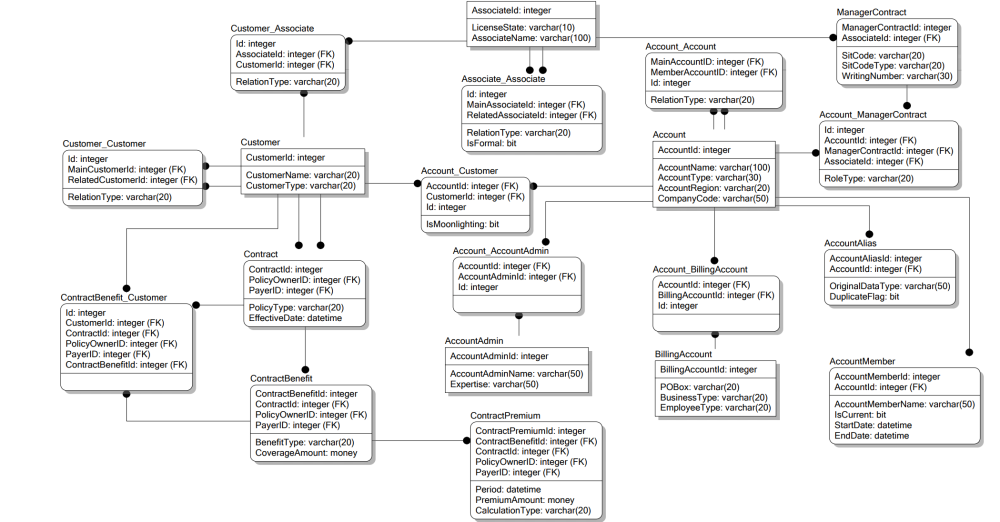 AssociateId: integer
LicenseState: varchar(10)
AssociateName: varchar(100)
Customer_Associate
Id: integer
AssociateId: integer (FK)
CustomerId: integer (FK)
RelationType: varchar(20)
ManagerContract
ManagerContractId: integer
AssociateId: integer (FK)
SitCode: varchar(20)
SitCodeType: varchar(20)
WritingNumber: varchar(30)
Account_Account
MainAccountID: integer (FK)
MemberAccountID: integer (FK)
Id: integer
RelationType: varchar(20)
Associate_Associate
Id: integer
MainAssociateId: integer (FK)
RelatedAssociateId: integer (FK)
RelationType: varchar(20)
IsFormal: bit
Account_ManagerContract
Id: integer
AccountId: integer (FK)
ManagerContractId: integer (FK)
AssociateId: integer (FK)
RoleType: varchar(20)
Customer_Customer
Id: integer
MainCustomerId: integer (FK)
RelatedCustomerId: integer (FK)
RelationType: varchar(20)
Customer
CustomerId: integer
CustomerName: varchar(20)
CustomerType: varchar(20)
Account
AccountId: integer
AccountName: varchar(100)
AccountType: varchar(30)
AccountRegion: varchar(20)
CompanyCode: varchar(50)
Account_Customer
AccountId: integer (FK)
CustomerId: integer (FK)
Id: integer
IsMoonlighting: bit
Contract
ContractId: integer
PolicyOwnerID: integer (FK)
PayerID: integer (FK)
PolicyType: varchar(20)
EffectiveDate: datetime
Account_AccountAdmin
AccountId: integer (FK)
AccountAdminId: integer (FK)
Id: integer
Account_BillingAccount
AccountId: integer (FK)
BillingAccountId: integer (FK)
Id: integer
AccountAlias
AccountAliasId: integer
AccountId: integer (FK)
OriginalDataType: varchar(50)
DuplicateFlag: bit
ContractBenefit_Customer
Id: integer
CustomerId: integer (FK)
ContractId: integer (FK)
PolicyOwnerID: integer (FK)
PayerID: integer (FK)
ContractBenefitId: integer (FK)
AccountAdmin
AccountAdminId: integer
AccountAdminName: varchar(50)
Expertise: varchar(50)
BillingAccount
BillingAccountId: integer
POBox: varchar(20)
BusinessType: varchar(20)
EmployeeType: varchar(20)
AccountMember
AccountMemberId: integer
AccountId: integer (FK)
AccountMemberName: varchar(50)
IsCurrent: bit
StartDate: datetime
EndDate: datetime
ContractBenefit
ContractBenefitId: integer
ContractId: integer (FK)
PolicyOwnerID: integer (FK)
PayerID: integer (FK)
BenefitType: varchar(20)
CoverageAmount: money
ContractPremium
ContractPremiumId: integer
ContractBenefitId: integer (FK)
ContractId: integer (FK)
PolicyOwnerID: integer (FK)
PayerID: integer (FK)
Period: datetime
PremiumAmount: money
CalculationType: varchar(20)